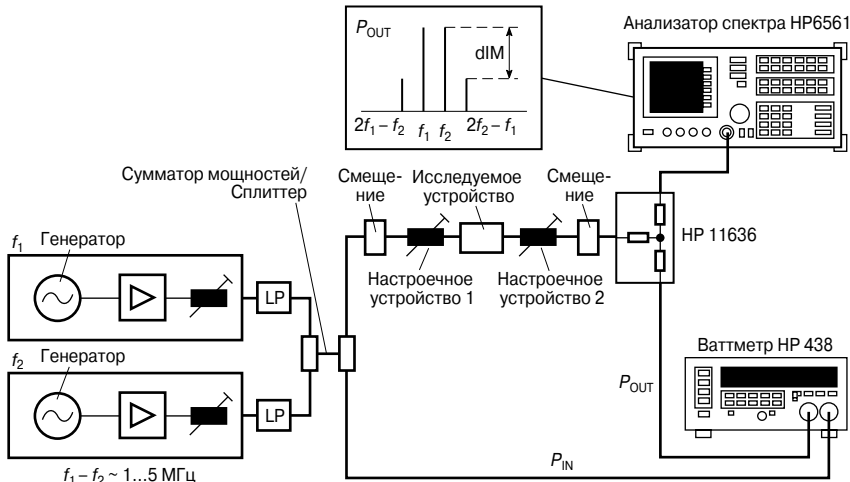 Анализатор спектра HP6561
P_OUT
dIM
2f₁ – f₂ f₁ f₂ 2f₂ – f₁
Сумматор мощностей/
Сплиттер
Смеще-
ние
Исследуемое
устройство
Смеще-
ние
HP 11636
Настроечное
устройство 1
Настроечное
устройство 2
f₁ Генератор
LP
f₂ Генератор
LP
f₁ – f₂ ~ 1...5 МГц
Ваттметр HP 438
P_OUT
P_IN